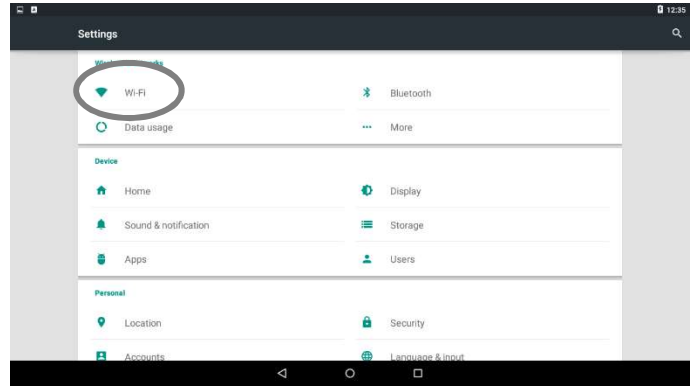 12:35
Settings
Wi-Fi
Bluetooth
Data usage
More
Device
Home
Display
Sound & notification
Storage
Apps
Users
Personal
Location
Security
Accounts
Language & input